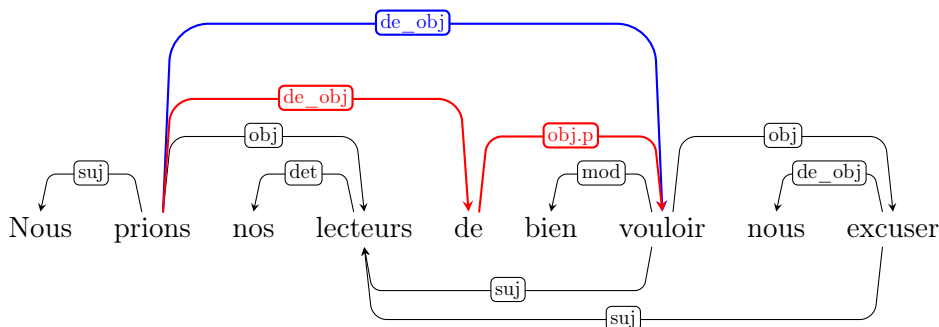 de_obj
de_obj
obj obj.p obj
suj det mod de_obj
Nous prions nos lecteurs de bien vouloir nous excuser
suj
suj